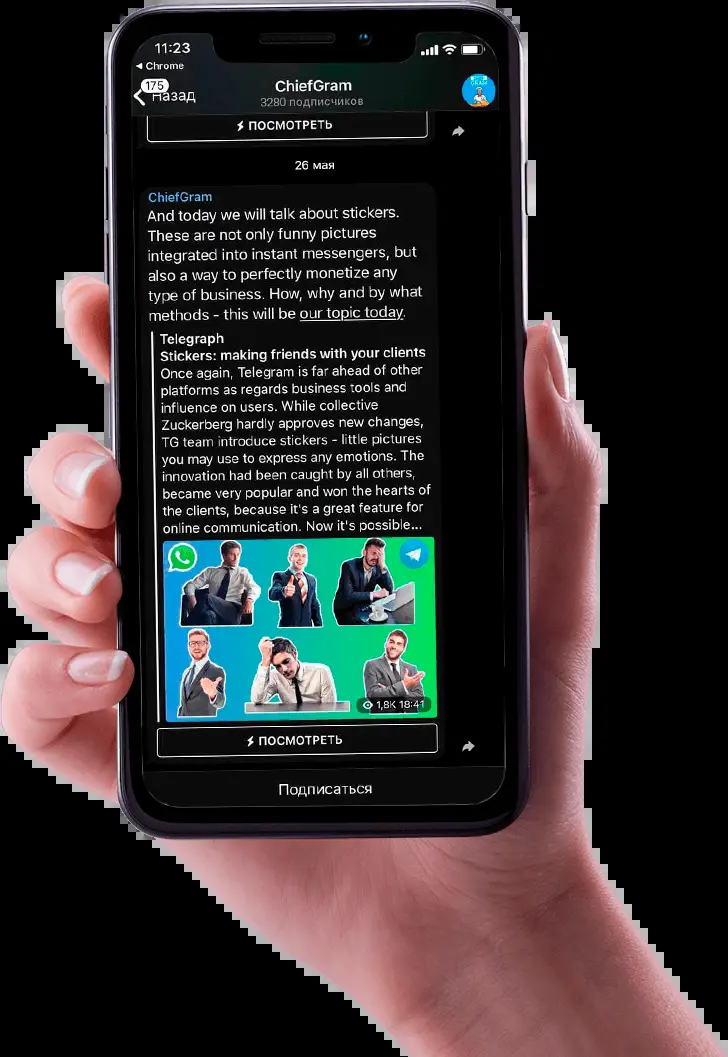 11:23
Chrome
175
Назад
ChiefGram
3280 подписчиков
ПОСМОТРЕТЬ
26 мая
ChiefGram
And today we will talk about stickers.
These are not only funny pictures
integrated into instant messengers, but
also a way to perfectly monetize any
type of business. How, why and by what
methods - this will be our topic today.
Telegraph
Stickers: making friends with your clients
Once again, Telegram is far ahead of other
platforms as regards business tools and
influence on users. While collective
Zuckerberg hardly approves new changes,
TG team introduce stickers - little pictures
you may use to express any emotions. The
innovation had been caught by all others,
became very popular and won the hearts of
the clients, because it's a great feature for
online communication. Now it's possible...
1,8K 18:41
ПОСМОТРЕТЬ
Подписаться